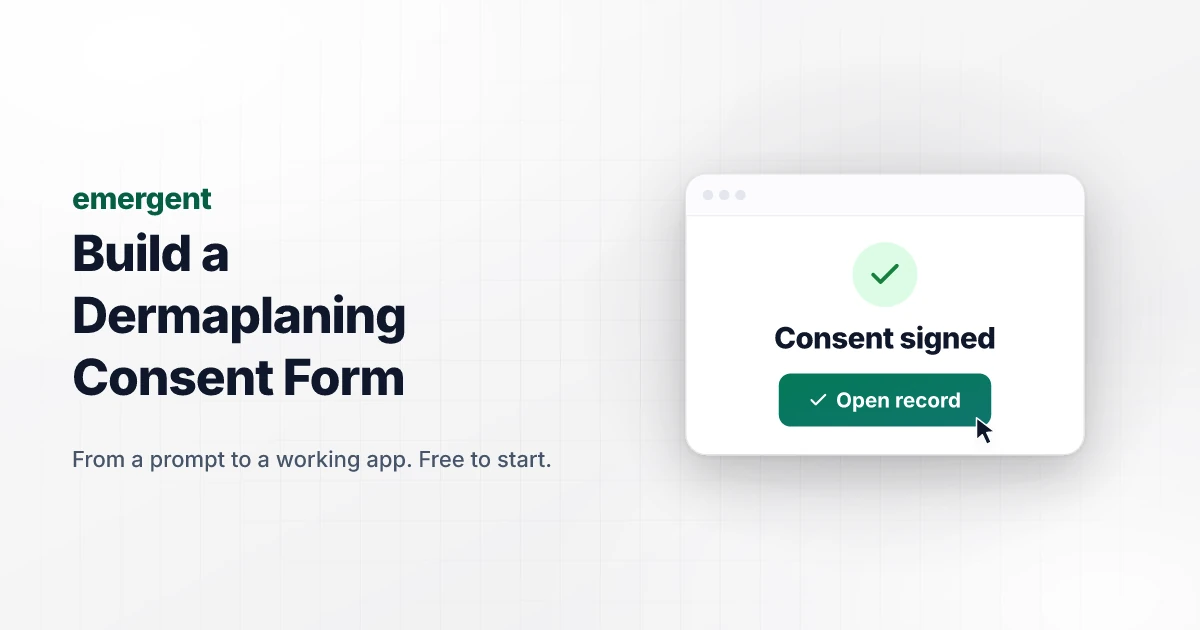 emergent
Build a
Dermaplaning
Consent Form
From a prompt to a working app. Free to start.
Consent signed
Open record